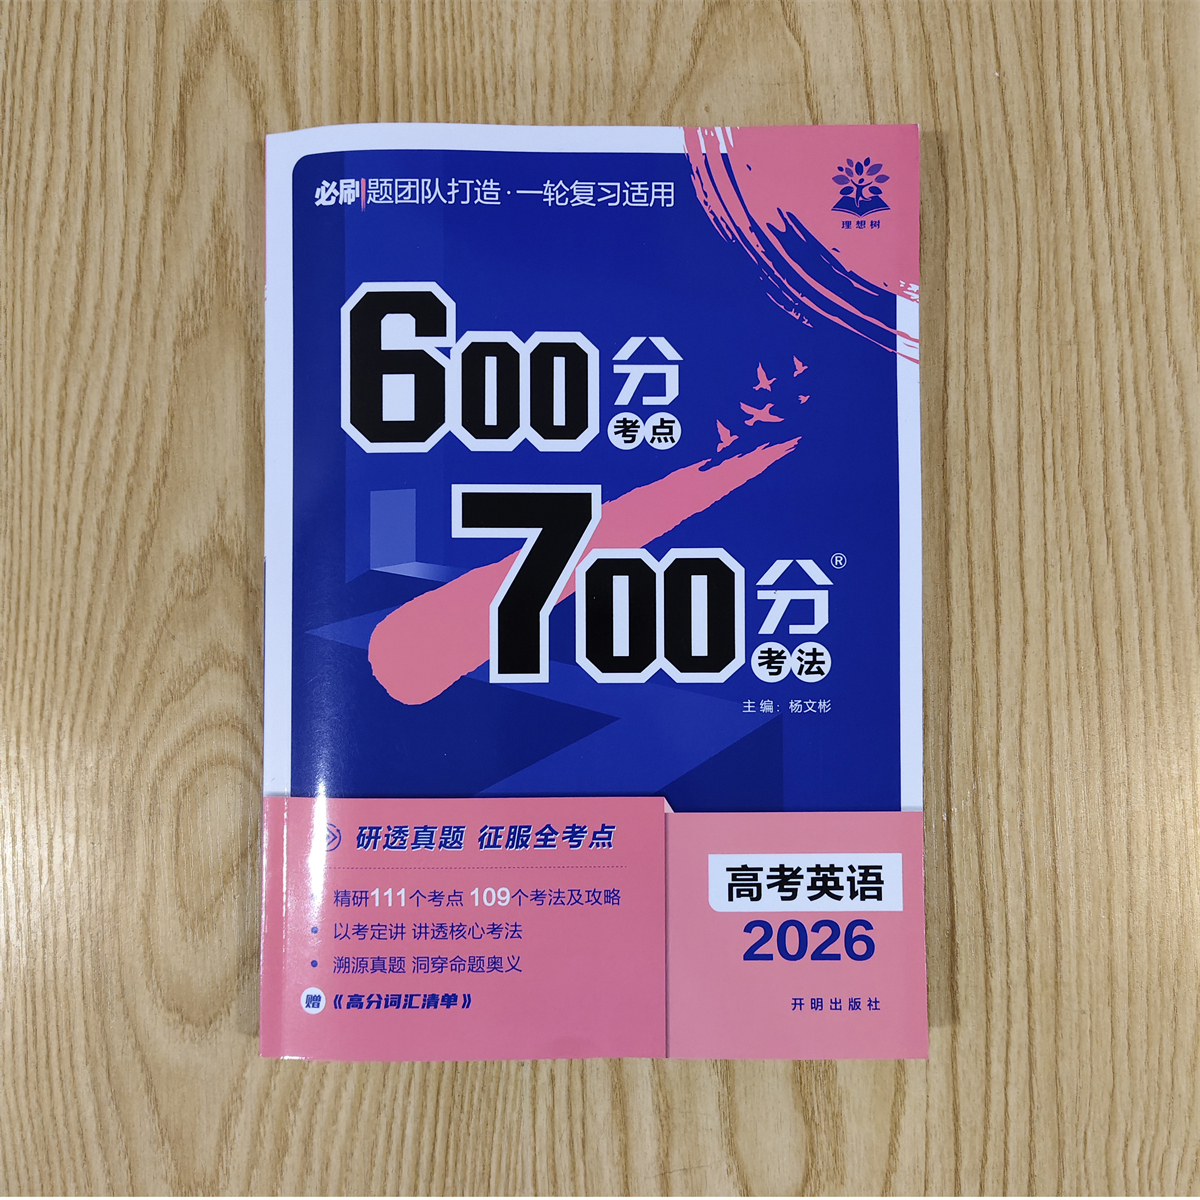 必刷题团队打造·一轮复习适用
理想树
600分
考点
700分®
考法
主编：杨文彬
研透真题 征服全考点
精研111个考点 109个考法及攻略
以考定讲 讲透核心考法
溯源真题 洞穿命题奥义
赠《高分词汇清单》
高考英语
2026
开明出版社